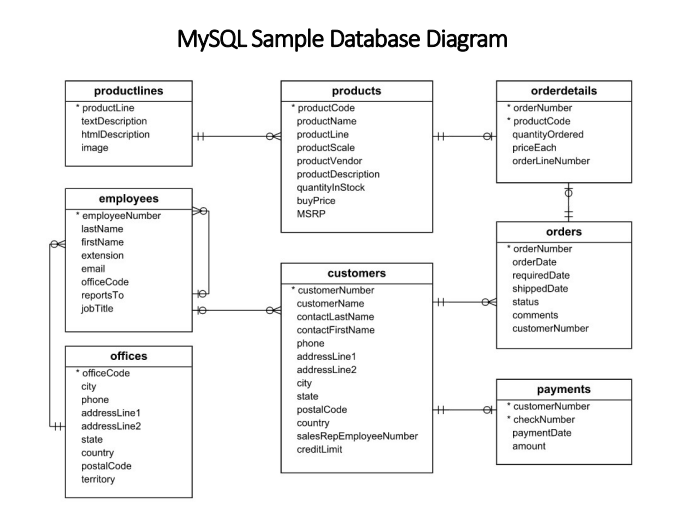 MySQL Sample Database Diagram
productlines
* productLine
textDescription
htmlDescription
image
products
* productCode
productName
productLine
productScale
productVendor
productDescription
quantityInStock
buyPrice
MSRP
orderdetails
* orderNumber
* productCode
quantityOrdered
priceEach
orderLineNumber
employees
* employeeNumber
lastName
firstName
extension
email
officeCode
reportsTo
jobTitle
customers
* customerNumber
customerName
contactLastName
contactFirstName
phone
addressLine1
addressLine2
city
state
postalCode
country
salesRepEmployeeNumber
creditLimit
orders
* orderNumber
orderDate
requiredDate
shippedDate
status
comments
customerNumber
offices
* officeCode
city
phone
addressLine1
addressLine2
state
country
postalCode
territory
payments
* customerNumber
* checkNumber
paymentDate
amount